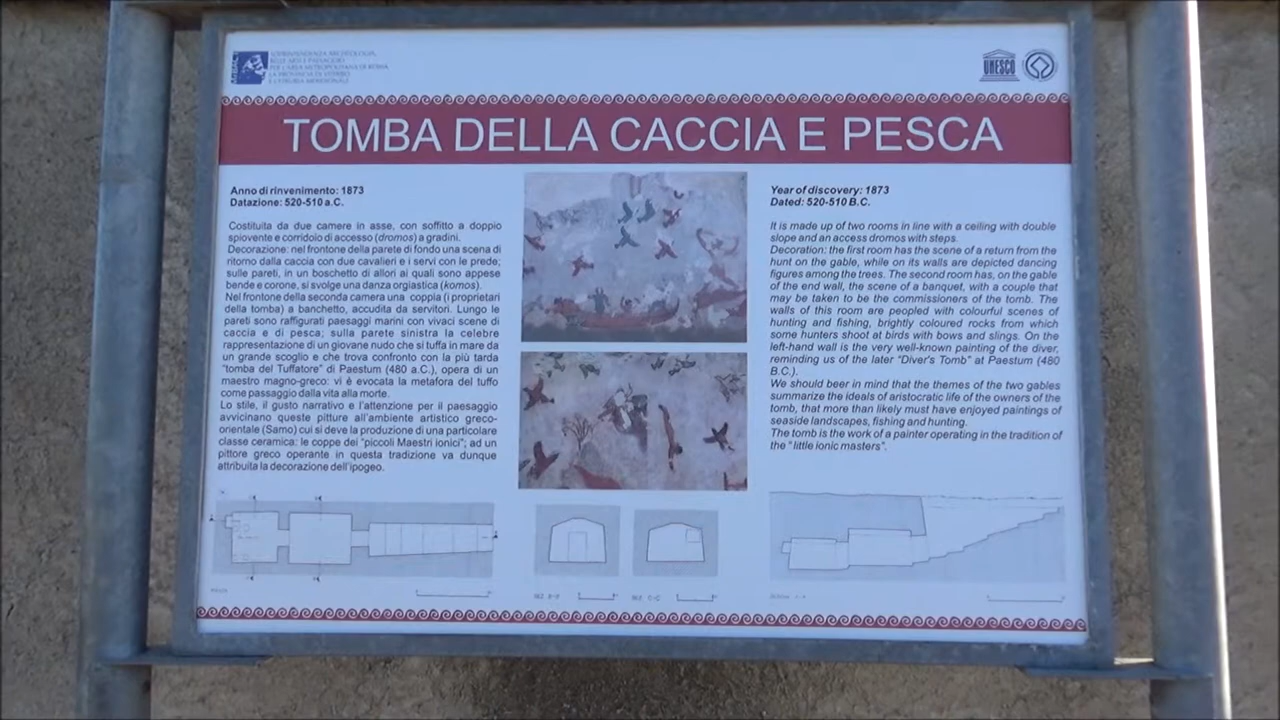 SOPRINTENDENZA ARCHEOLOGIA,
BELLE ARTI E PAESAGGIO
PER L'AREA METROPOLITANA DI ROMA
LA PROVINCIA DI VITERBO
E L'ETRURIA MERIDIONALE
UNESCO
TOMBA DELLA CACCIA E PESCA
Anno di rinvenimento: 1873
Datazione: 520-510 a.C.
Costituita da due camere in asse, con soffitto a doppio
spiovente e corridoio di accesso (dromos) a gradini.
Decorazione: nel frontone della parete di fondo una scena di
ritorno dalla caccia con due cavalieri e i servi con le prede;
sulle pareti, in un boschetto di allori ai quali sono appese
bende e corone, si svolge una danza orgiastica (komos).
Nel frontone della seconda camera una coppia (i proprietari
della tomba) a banchetto, accudita da servitori. Lungo le
pareti sono raffigurati paesaggi marini con vivaci scene di
caccia e di pesca; sulla parete sinistra la celebre
rappresentazione di un giovane nudo che si tuffa in mare da
un grande scoglio e che trova confronto con la più tarda
"tomba del Tuffatore" di Paestum (480 a.C.), opera di un
maestro magno-greco: vi è evocata la metafora del tuffo
come passaggio dalla vita alla morte.
Lo stile, il gusto narrativo e l'attenzione per il paesaggio
avvicinano queste pitture all'ambiente artistico greco-
orientale (Samo) cui si deve la produzione di una particolare
classe ceramica: le coppe dei "piccoli Maestri ionici"; ad un
pittore greco operante in questa tradizione va dunque
attribuita la decorazione dell'ipogeo.
Year of discovery: 1873
Dated: 520-510 B.C.
It is made up of two rooms in line with a ceiling with double
slope and an access dromos with steps.
Decoration: the first room has the scene of a return from the
hunt on the gable, while on its walls are depicted dancing
figures among the trees. The second room has, on the gable
of the end wall, the scene of a banquet, with a couple that
may be taken to be the commissioners of the tomb. The
walls of this room are peopled with colourful scenes of
hunting and fishing, brightly coloured rocks from which
some hunters shoot at birds with bows and slings. On the
left-hand wall is the very well-known painting of the diver,
reminding us of the later "Diver's Tomb" at Paestum (480
B.C.).
We should beer in mind that the themes of the two gables
summarize the ideals of aristocratic life of the owners of the
tomb, that more than likely must have enjoyed paintings of
seaside landscapes, fishing and hunting.
The tomb is the work of a painter operating in the tradition of
the " little ionic masters".